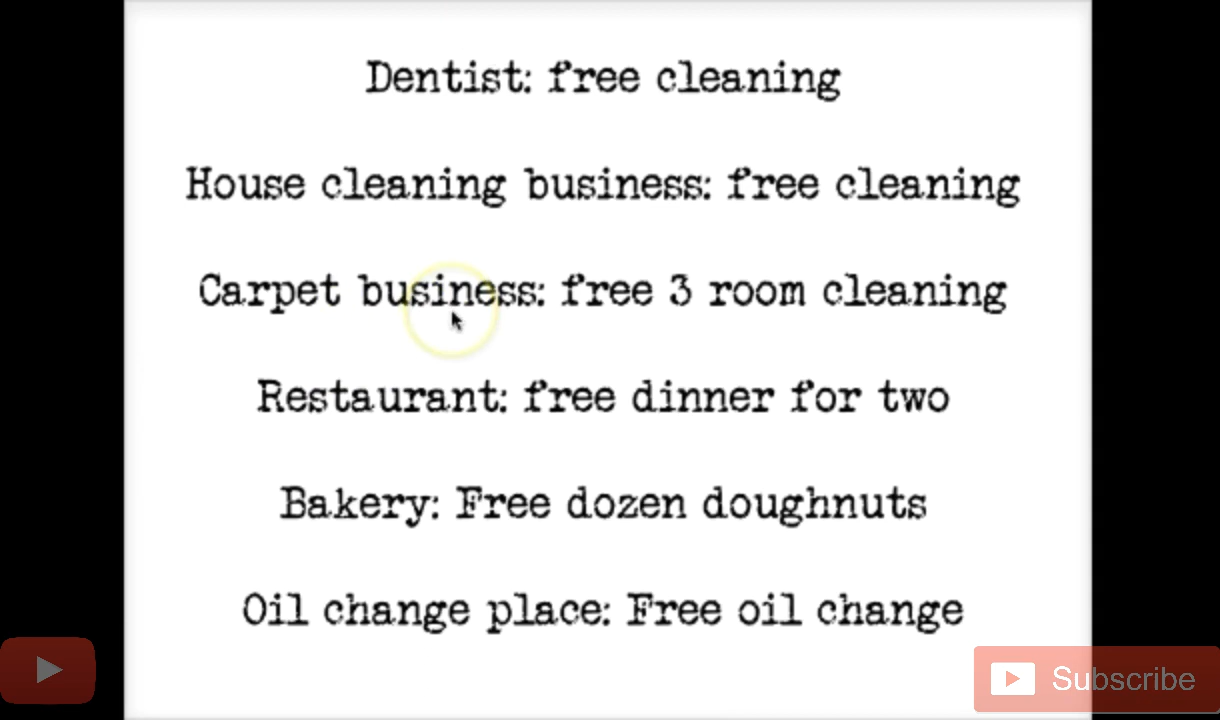 Dentist: free cleaning
House cleaning business: free cleaning
Carpet business: free 3 room cleaning
Restaurant: free dinner for two
Bakery: Free dozen doughnuts
Oil change place: Free oil change
Subscribe